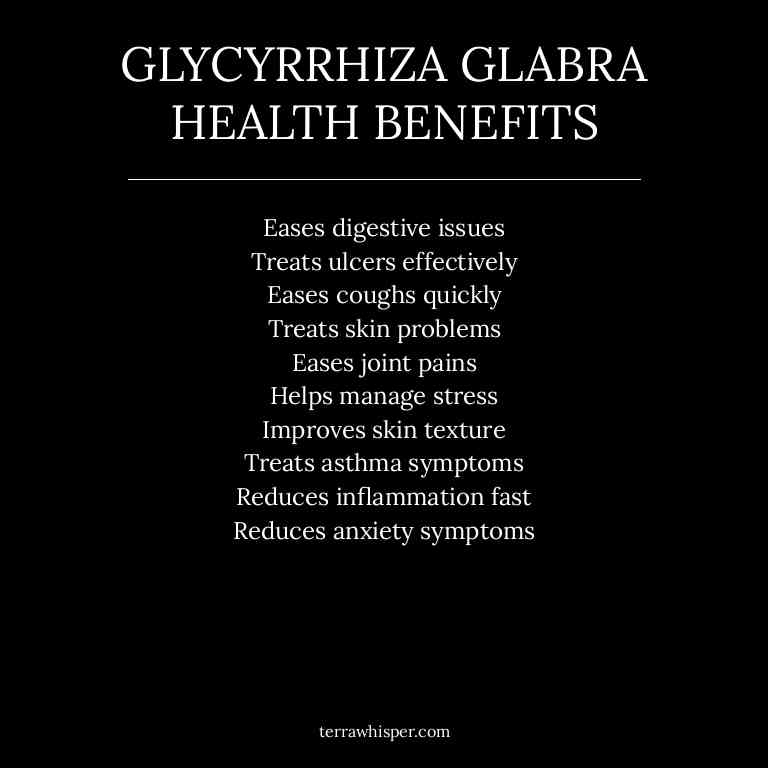 GLYCYRRHIZA GLABRA
HEALTH BENEFITS
Eases digestive issues
Treats ulcers effectively
Eases coughs quickly
Treats skin problems
Eases joint pains
Helps manage stress
Improves skin texture
Treats asthma symptoms
Reduces inflammation fast
Reduces anxiety symptoms
terrawhisper.com